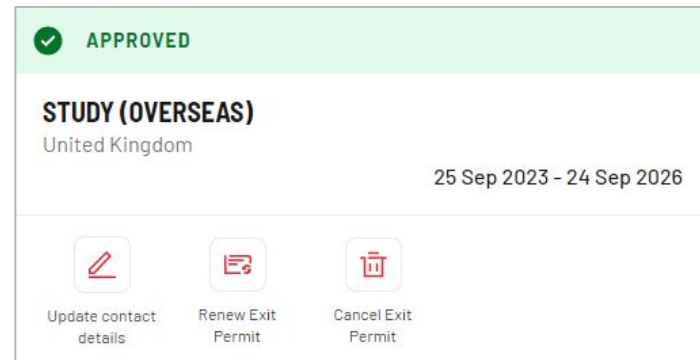 APPROVED
STUDY (OVERSEAS)
United Kingdom
25 Sep 2023 - 24 Sep 2026
Update contact details
Renew Exit Permit
Cancel Exit Permit